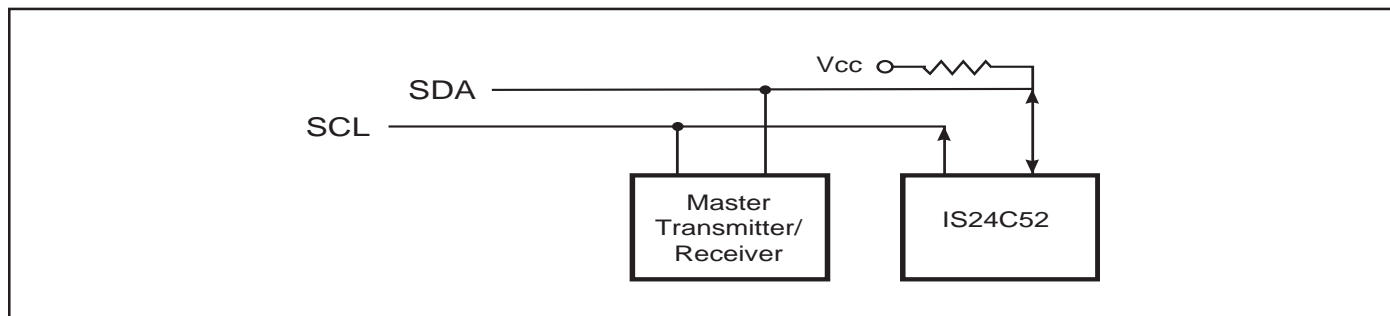 Vcc
SDA
SCL
Master
Transmitter/
Receiver
IS24C52